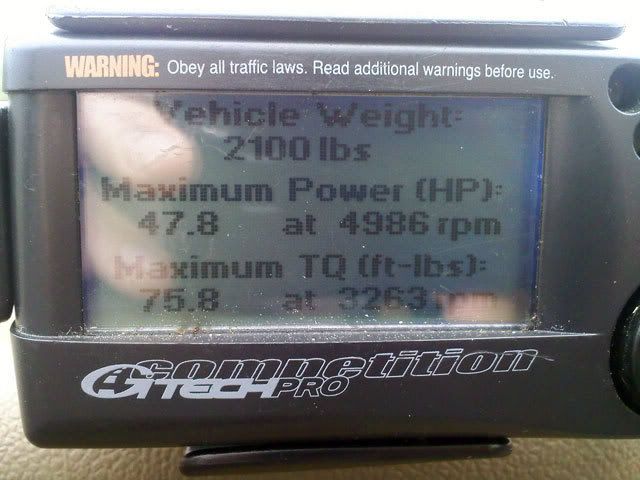 WARNING: Obey all traffic laws. Read additional warnings before use.
Vehicle Weight:
2100 lbs
Maximum Power (HP):
47.8 at 4986 rpm
Maximum TQ (ft-lbs):
75.8 at 3263 rpm
competition
A TECH PRO